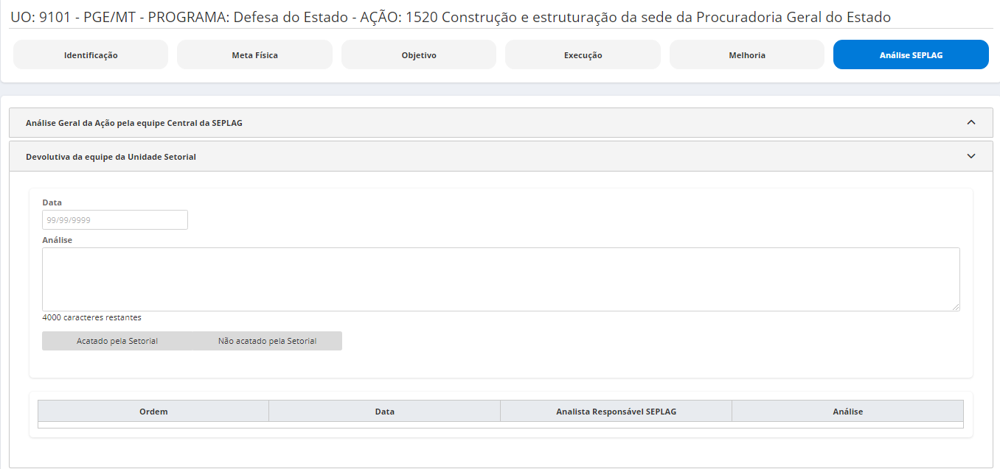 UO: 9101 - PGE/MT - PROGRAMA: Defesa do Estado - AÇÃO: 1520 Construção e estruturação da sede da Procuradoria Geral do Estado
Identificação
Meta Física
Objetivo
Execução
Melhoria
Análise SEPLAG
Análise Geral da Ação pela equipe Central da SEPLAG
Devolutiva da equipe da Unidade Setorial
Data
99/99/9999
Análise
4000 caracteres restantes
Acatado pela Setorial
Não acatado pela Setorial
Ordem
Data
Analista Responsável SEPLAG
Análise